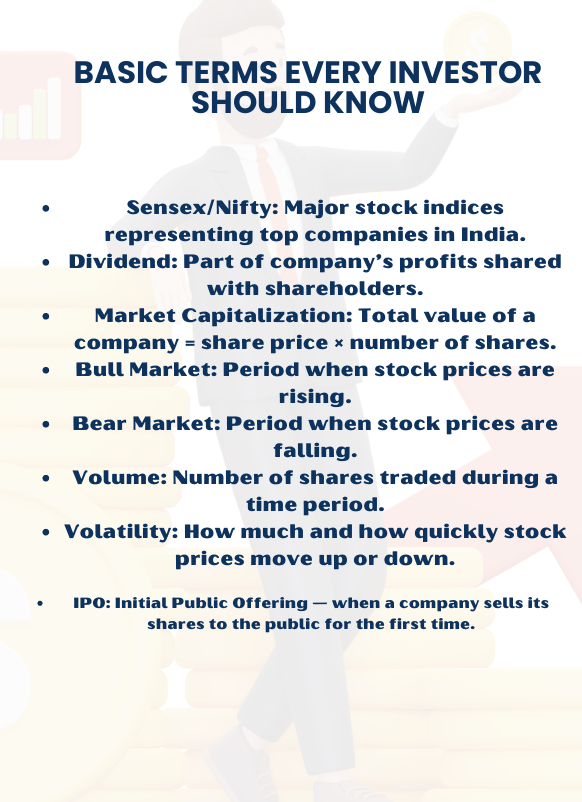 BASIC TERMS EVERY INVESTOR
SHOULD KNOW
• Sensex/Nifty: Major stock indices
representing top companies in India.
• Dividend: Part of company's profits shared
with shareholders.
• Market Capitalization: Total value of a
company = share price × number of shares.
• Bull Market: Period when stock prices are
rising.
• Bear Market: Period when stock prices are
falling.
• Volume: Number of shares traded during a
time period.
• Volatility: How much and how quickly stock
prices move up or down.
• IPO: Initial Public Offering — when a company sells its
shares to the public for the first time.